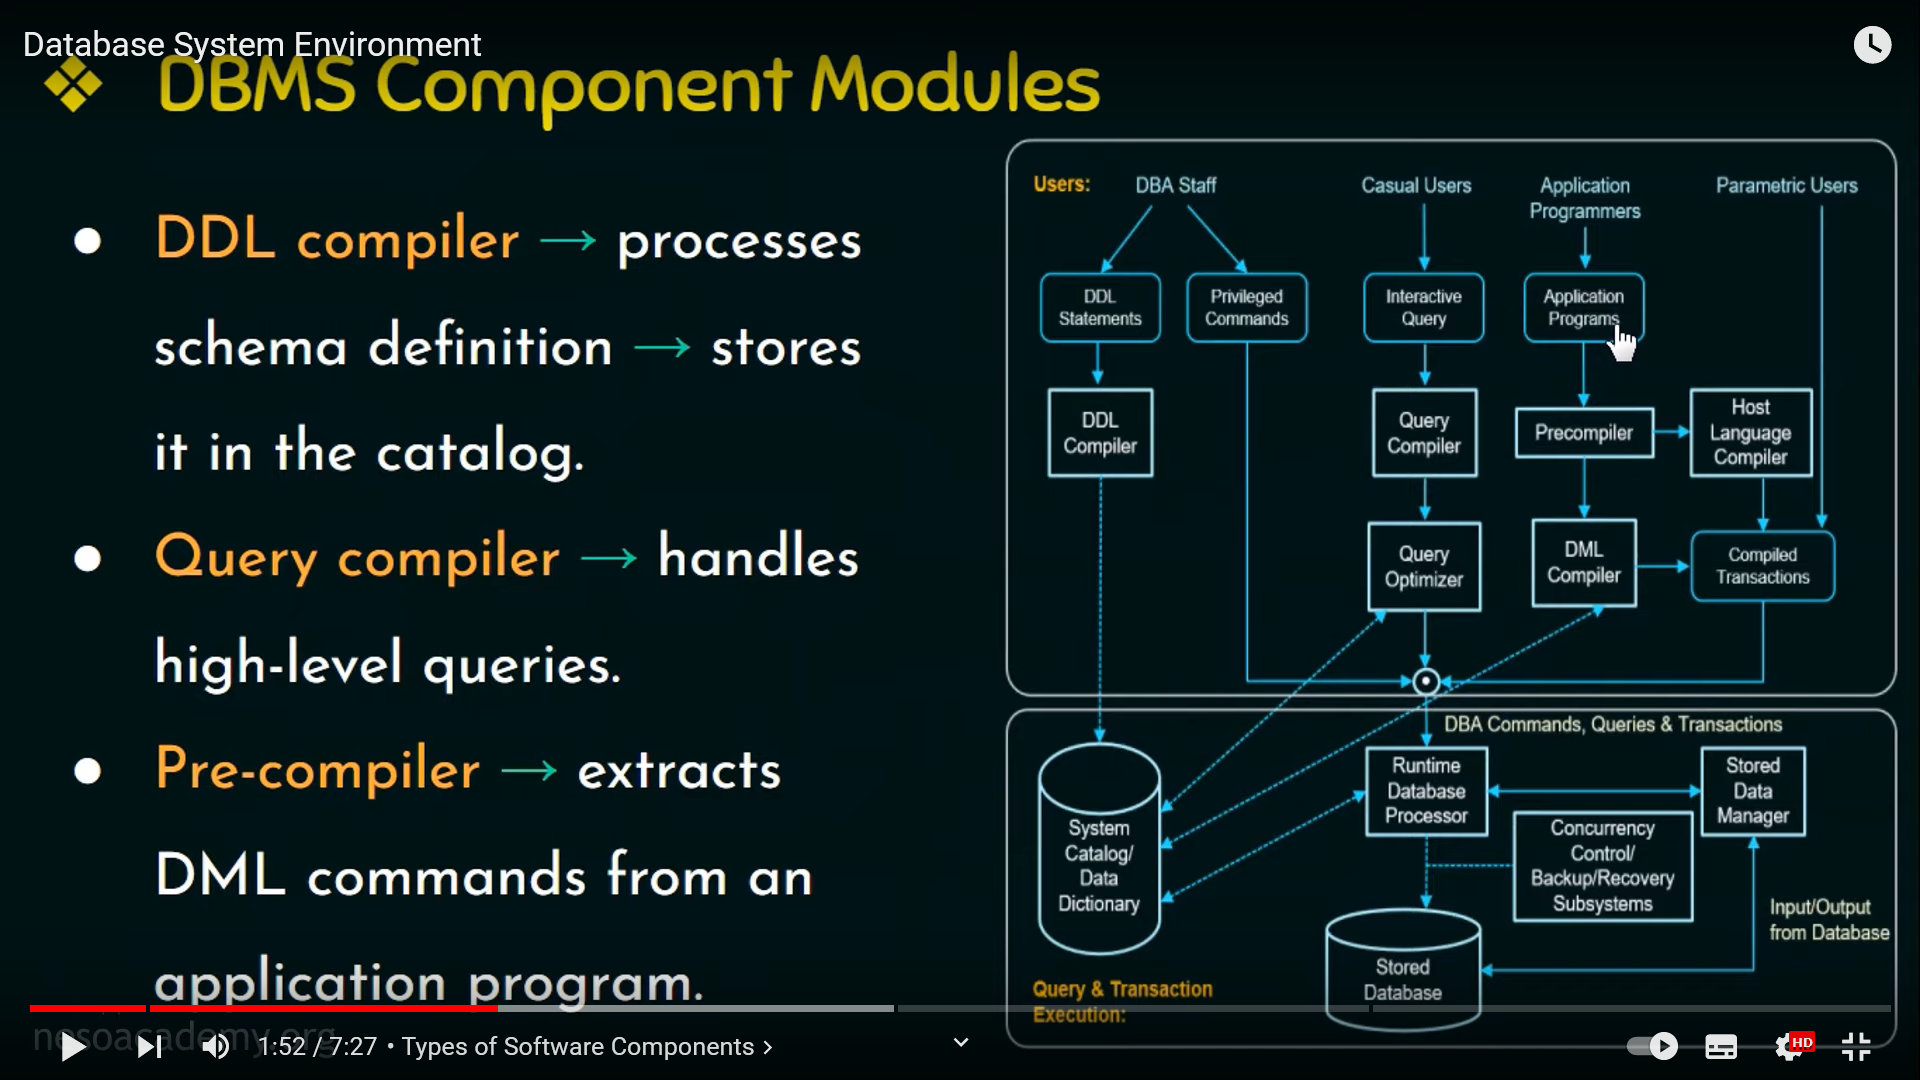 Database System Environment
❖ DBMS Component Modules
● DDL compiler → processes
schema definition → stores
it in the catalog.
● Query compiler → handles
high-level queries.
● Pre-compiler → extracts
DML commands from an
application program.
Users:
DBA Staff
Casual Users
Application
Programmers
Parametric Users
DDL
Statements
Privileged
Commands
Interactive
Query
Application
Programs
DDL
Compiler
Query
Compiler
Precompiler
Host
Language
Compiler
Query
Optimizer
DML
Compiler
Compiled
Transactions
DBA Commands, Queries & Transactions
Runtime
Database
Processor
Stored
Data
Manager
System
Catalog/
Data
Dictionary
Concurrency
Control/
Backup/Recovery
Subsystems
Input/Output
from Database
Stored
Database
Query & Transaction
Execution:
nesoacademy.org
1:52 / 7:27 • Types of Software Components ›
HD